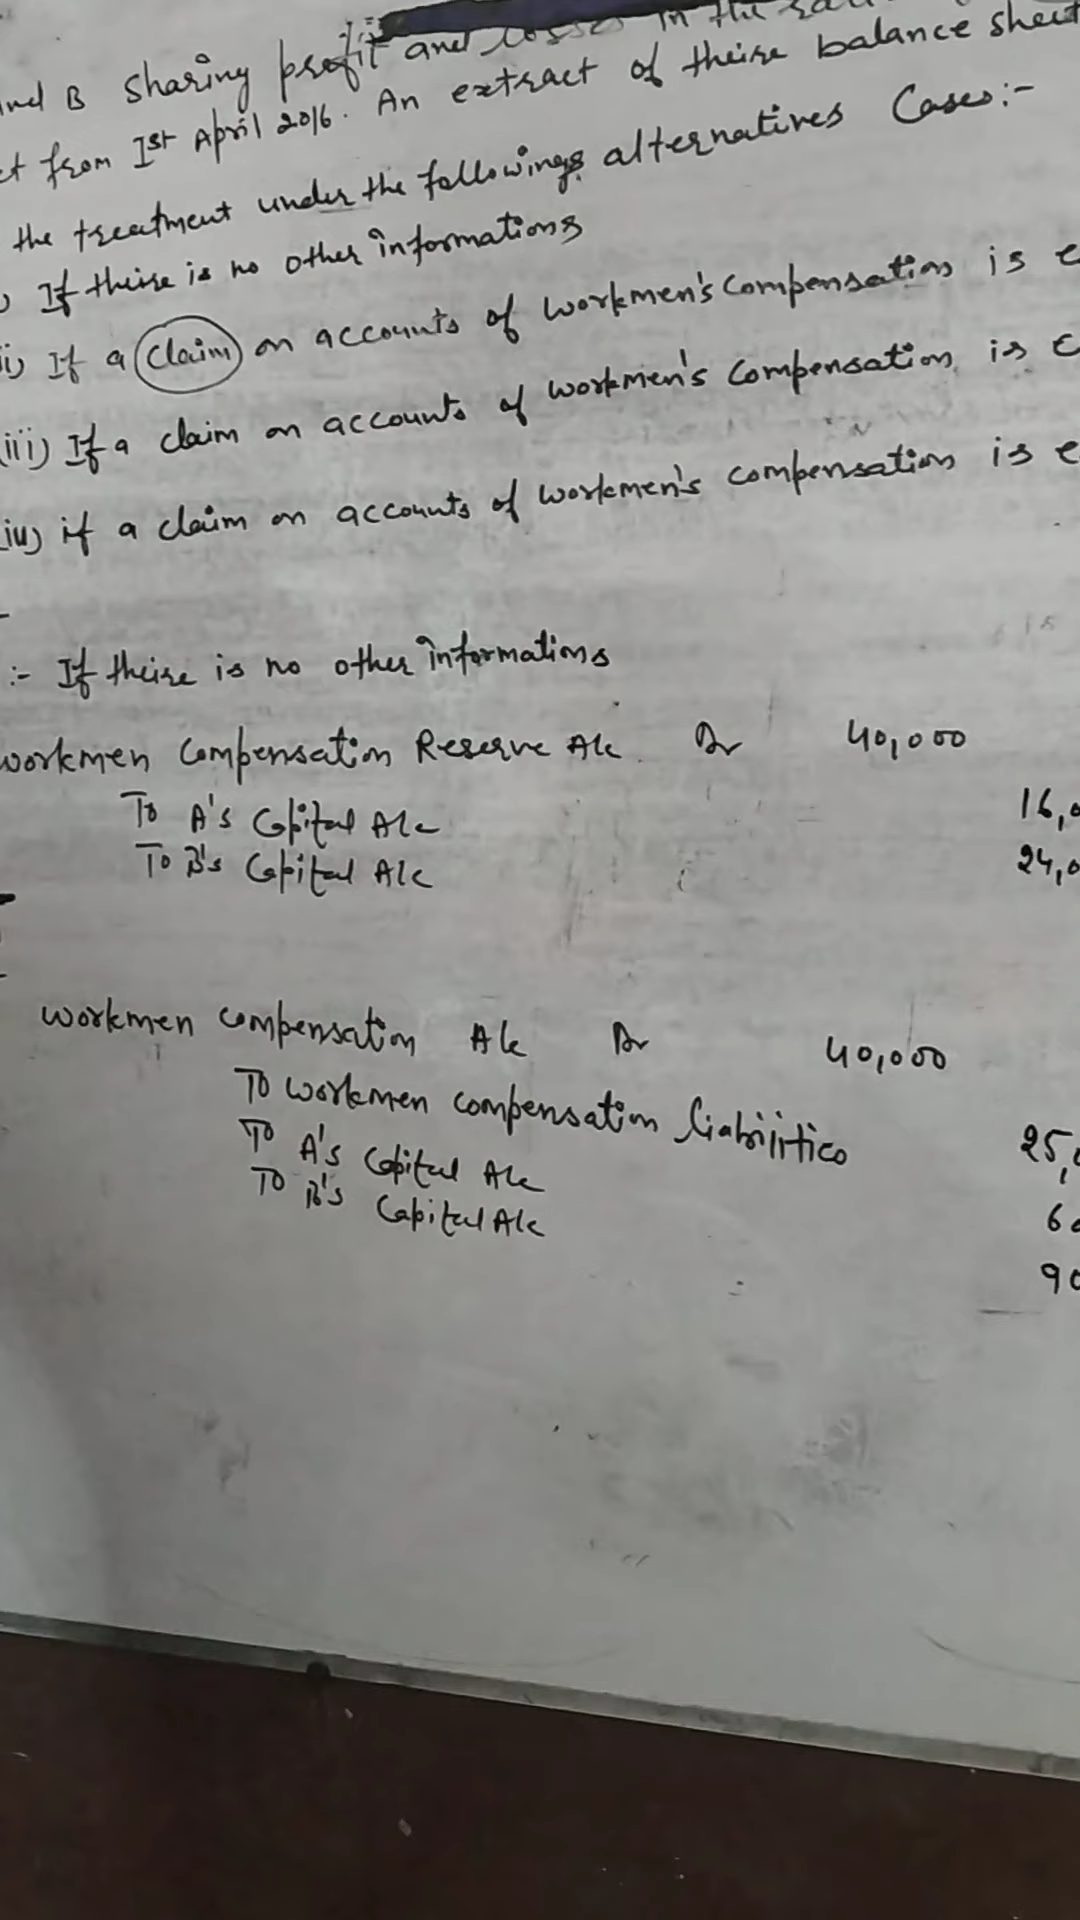 and B sharing profit and losses in the
from 1st April 2016. An extract of theire balance sheet
the treatment under the followings alternatives Cases:-
If theire is no other informations
ii) If a claim on accounts of workmen's compensation is
(iii) If a claim on accounts of workmen's compensation is
(iv) if a claim on accounts of workmen's compensation is
:- If theire is no other informations
workmen Compensation Reserve A/c Dr 40,000
To A's Capital A/c 16,0
To B's Capital A/c 24,0
workmen compensation A/c Dr 40,000
To workmen compensation liabilities 25,
To A's Capital A/c 60
To B's Capital A/c 90